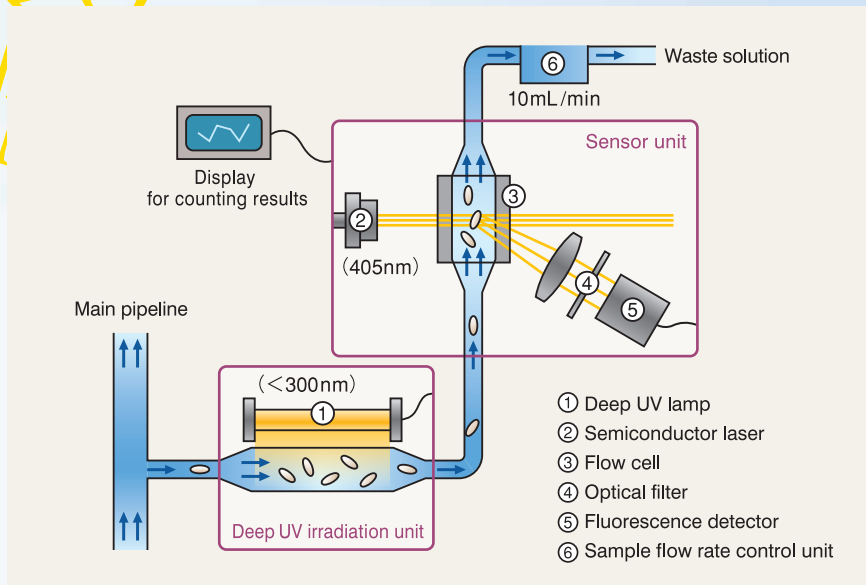 ⑥
Waste solution
10mL/min
Sensor unit
Display
for counting results
③
②
(405nm)
④
⑤
Main pipeline
(<300nm)
①
Deep UV irradiation unit
① Deep UV lamp
② Semiconductor laser
③ Flow cell
④ Optical filter
⑤ Fluorescence detector
⑥ Sample flow rate control unit